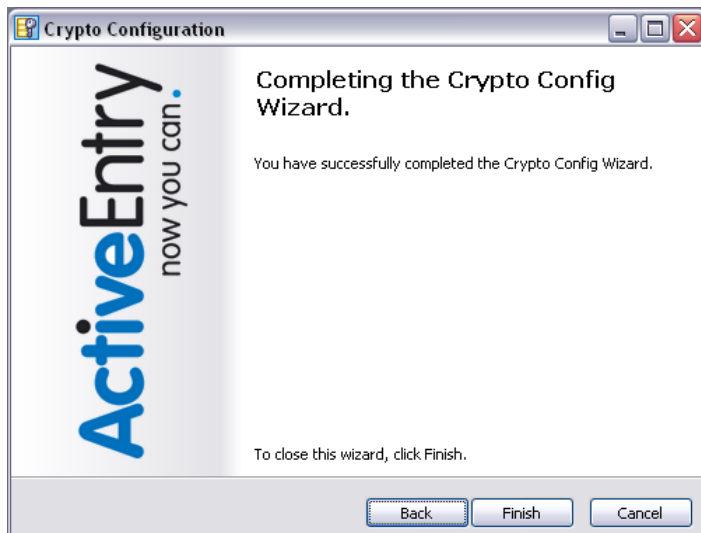 Crypto Configuration
ActiveEntry
now you can.
Completing the Crypto Config
Wizard.
You have successfully completed the Crypto Config Wizard.
To close this wizard, click Finish.
Back
Finish
Cancel